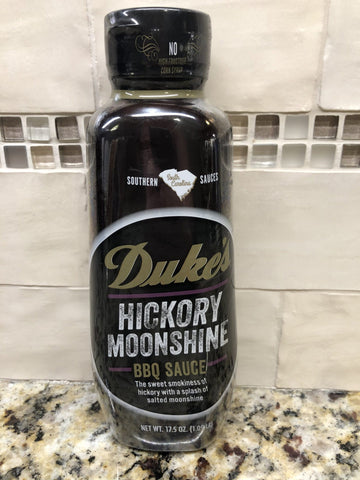 NO
HIGH FRUCTOSE
CORN SYRUP
SOUTHERN South Carolina SAUCES
Duke's
HICKORY
MOONSHINE
BBQ SAUCE
The sweet smokiness of
hickory with a splash of
salted moonshine
NET WT. 17.5 OZ.